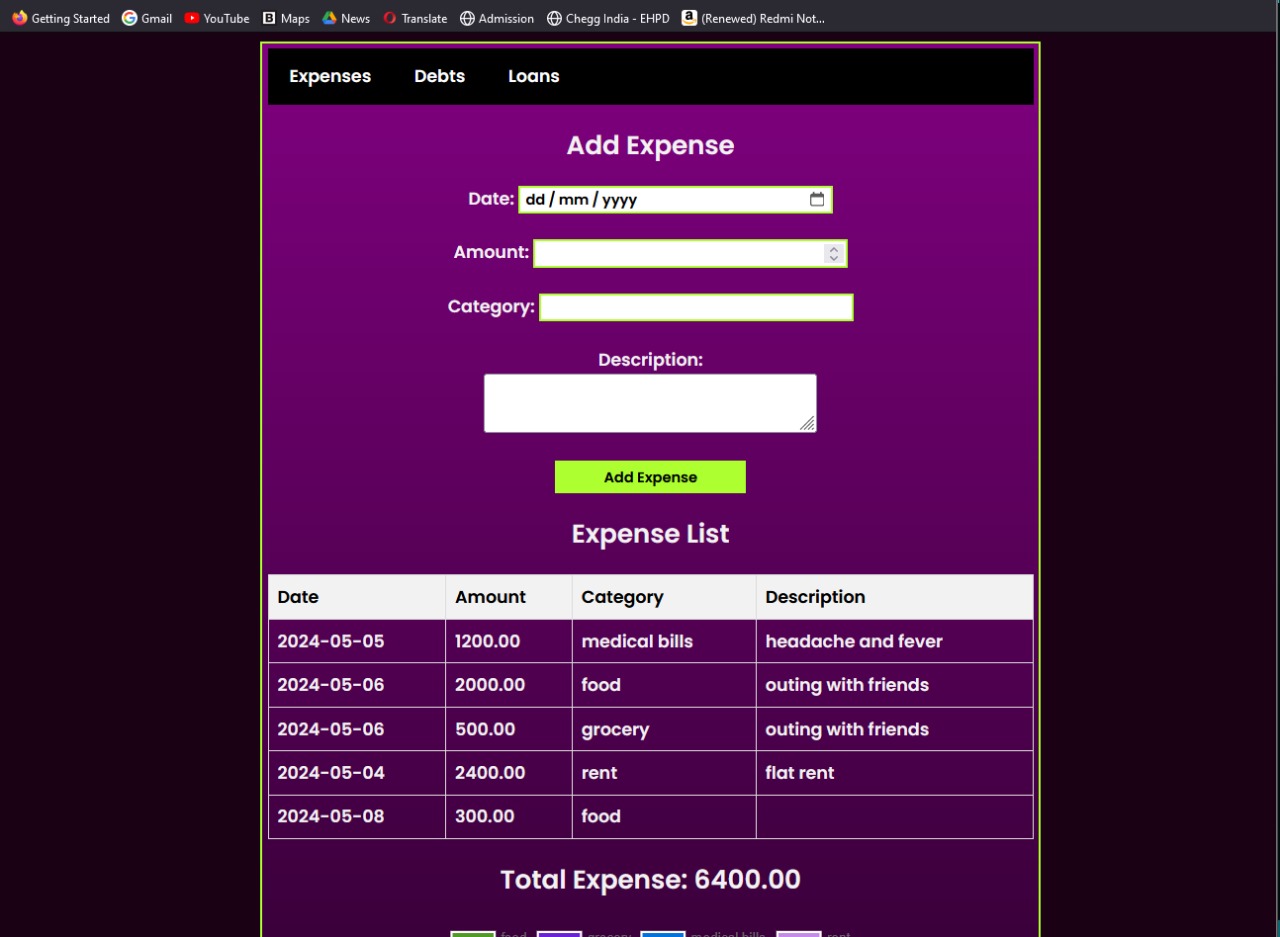 Getting Started Gmail YouTube Maps News Translate Admission Chegg India - EHPD (Renewed) Redmi Not...
Expenses Debts Loans
Add Expense
Date: dd / mm / yyyy
Amount:
Category:
Description:
Add Expense
Expense List
Date Amount Category Description
2024-05-05 1200.00 medical bills headache and fever
2024-05-06 2000.00 food outing with friends
2024-05-06 500.00 grocery outing with friends
2024-05-04 2400.00 rent flat rent
2024-05-08 300.00 food
Total Expense: 6400.00
food grocery medical bills rent